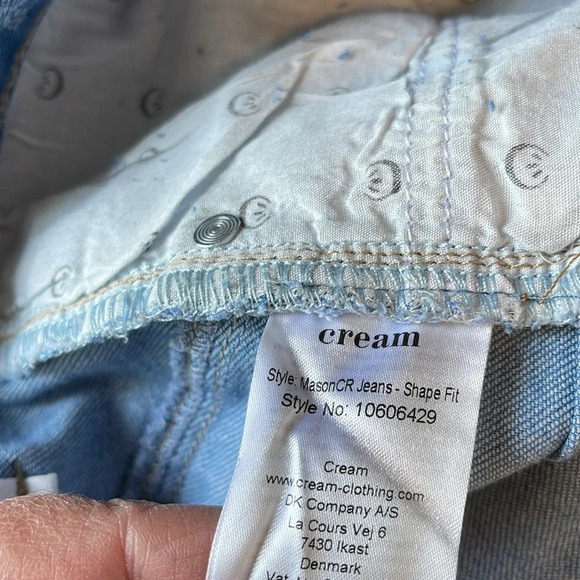 cream
Style: MasonCR Jeans - Shape Fit
Style No: 10606429
Cream
www.cream-clothing.com
DK Company A/S
La Cours Vej 6
7430 Ikast
Denmark
Vat.